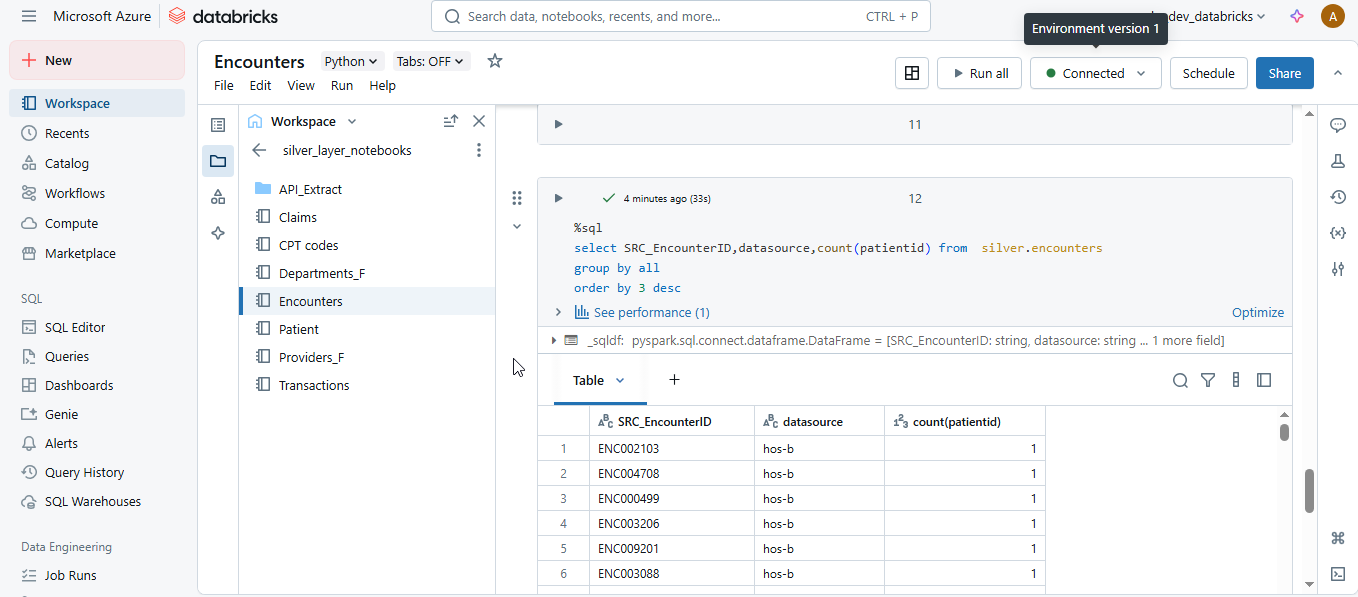 Microsoft Azure
databricks
Search data, notebooks, recents, and more...
CTRL + P
dev_databricks
A
Environment version 1
New
Workspace
Recents
Catalog
Workflows
Compute
Marketplace
SQL
SQL Editor
Queries
Dashboards
Genie
Alerts
Query History
SQL Warehouses
Data Engineering
Job Runs
Encounters
Python
Tabs: OFF
File
Edit
View
Run
Help
Run all
Connected
Schedule
Share
Workspace
silver_layer_notebooks
API_Extract
Claims
CPT codes
Departments_F
Encounters
Patient
Providers_F
Transactions
11
4 minutes ago (33s)
12
%sql
select SRC_EncounterID,datasource,count(patientid) from silver.encounters
group by all
order by 3 desc
See performance (1)
Optimize
_sqldf: pyspark.sql.connect.dataframe.DataFrame = [SRC_EncounterID: string, datasource: string ... 1 more field]
Table
+
SRC_EncounterID datasource count(patientid)
1 ENC002103 hos-b 1
2 ENC004708 hos-b 1
3 ENC000499 hos-b 1
4 ENC003206 hos-b 1
5 ENC009201 hos-b 1
6 ENC003088 hos-b 1